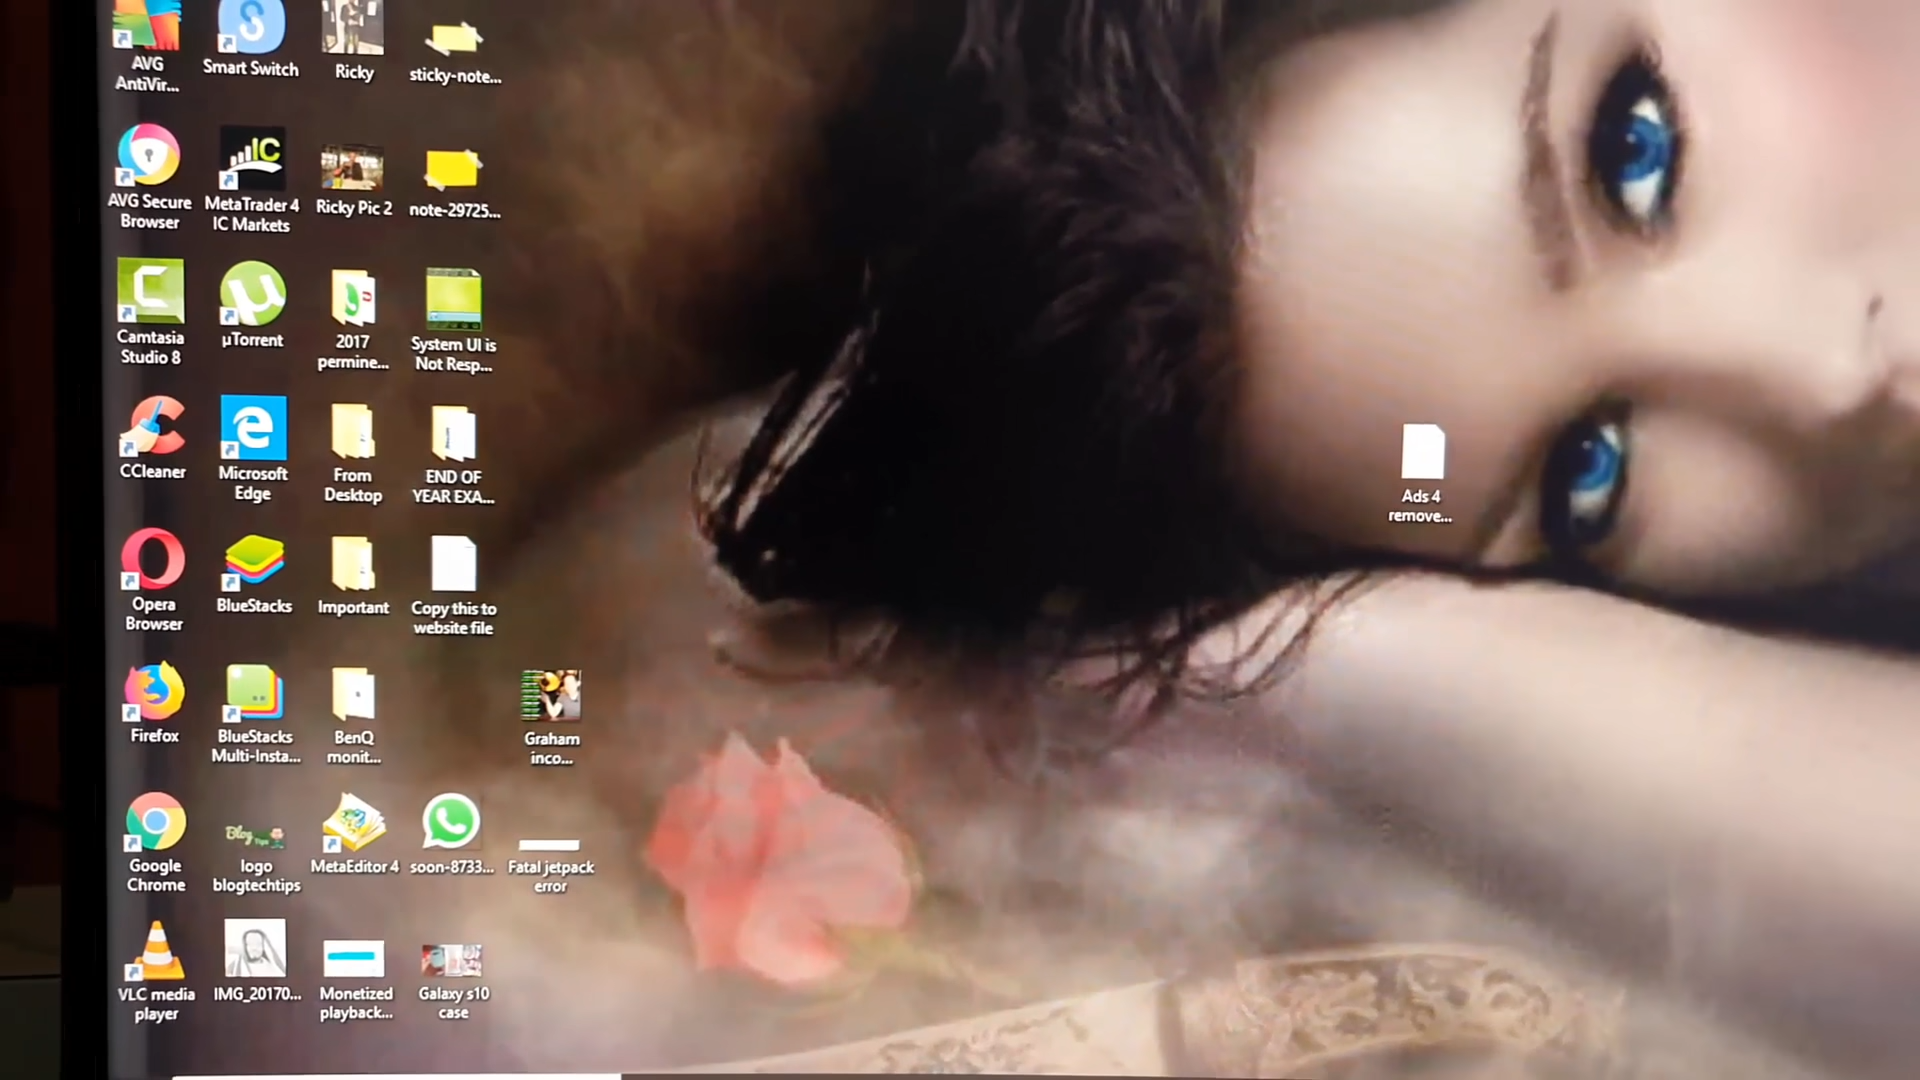 AVG
AntiVir...
Smart Switch
Ricky
sticky-note...
AVG Secure
Browser
IC
MetaTrader 4
IC Markets
Ricky Pic 2
note-29725...
Camtasia
Studio 8
µTorrent
2017
permine...
System UI is
Not Resp...
CCleaner
Microsoft
Edge
From
Desktop
END OF
YEAR EXA...
Ads 4
remove...
Opera
Browser
BlueStacks
Important
Copy this to
website file
Firefox
BlueStacks
Multi-Insta...
BenQ
monit...
Graham
inco...
Google
Chrome
Blog
Tips
logo
blogtechtips
MetaEditor 4
soon-8733...
Fatal jetpack
error
VLC media
player
IMG_20170...
Monetized
playback...
Galaxy s10
case